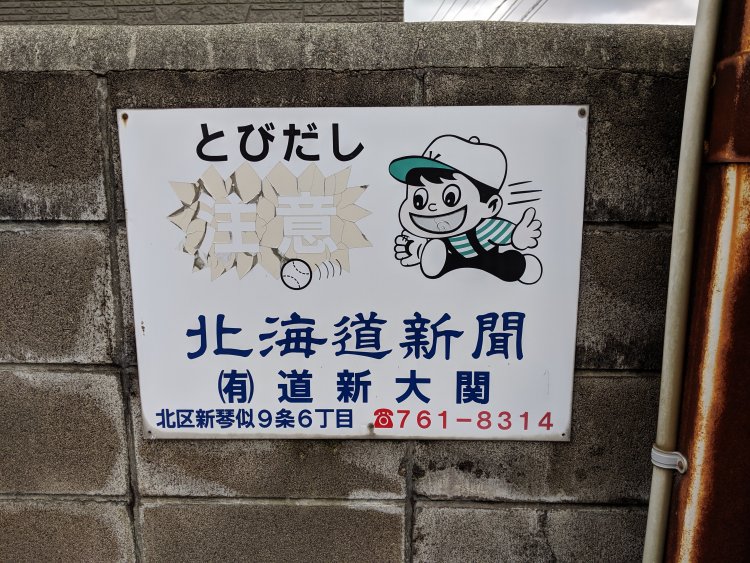 とびだし
注意
北海道新聞
(有)道新大関
北区新琴似9条6丁目 ☎761-8314